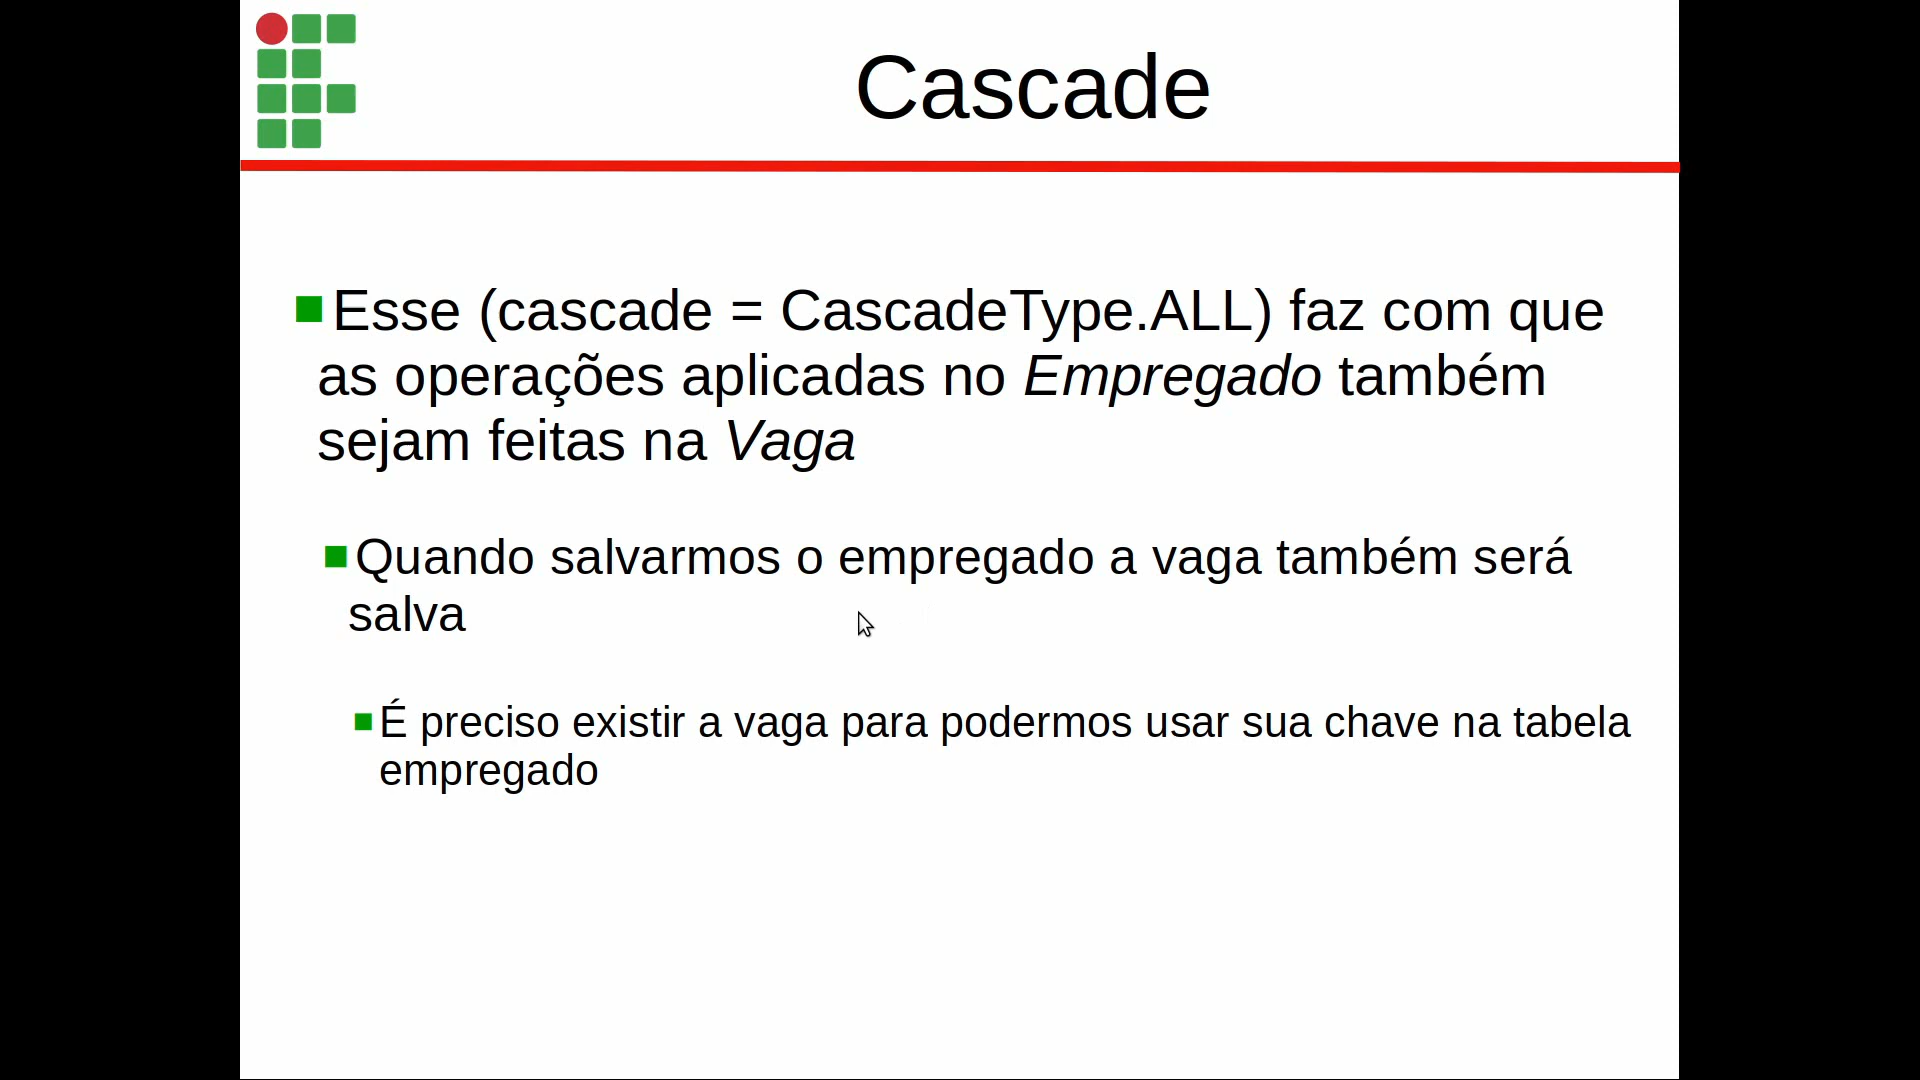 Cascade
Esse (cascade = CascadeType.ALL) faz com que
as operações aplicadas no Empregado também
sejam feitas na Vaga
Quando salvarmos o empregado a vaga também será
salva
É preciso existir a vaga para podermos usar sua chave na tabela
empregado